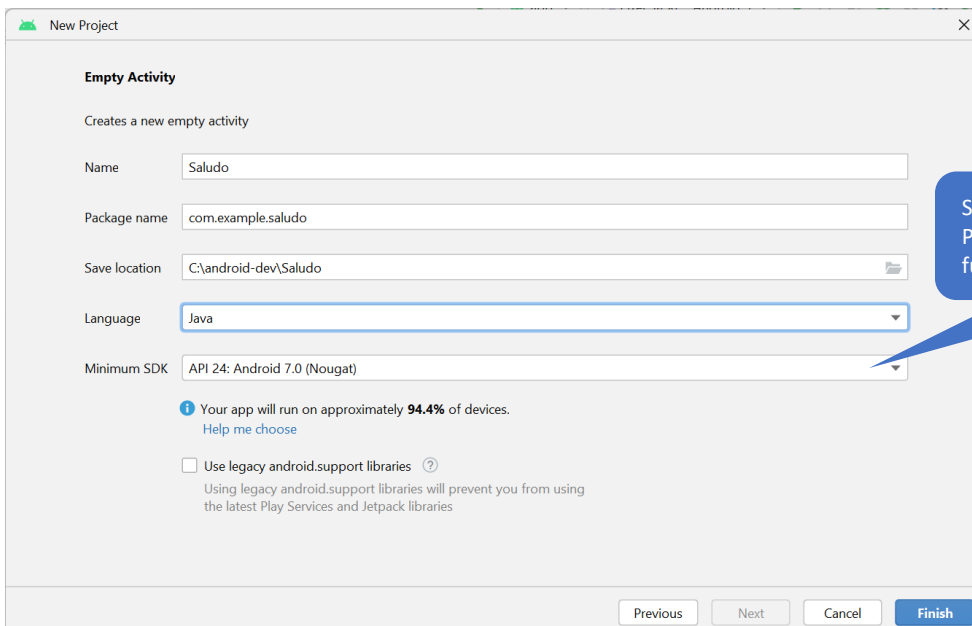 New Project
Empty Activity
Creates a new empty activity
Name Saludo
Package name com.example.saludo
Save location C:\android-dev\Saludo
Language Java
Minimum SDK API 24: Android 7.0 (Nougat)
Your app will run on approximately 94.4% of devices.
Help me choose
Use legacy android.support libraries ?
Using legacy android.support libraries will prevent you from using
the latest Play Services and Jetpack libraries
Previous Next Cancel Finish